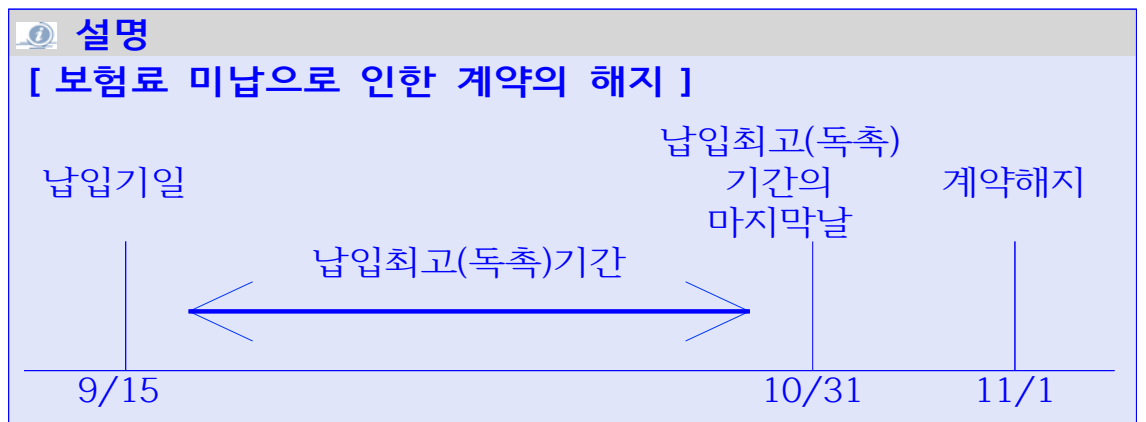 설명
[ 보험료 미납으로 인한 계약의 해지 ]
납입기일
납입최고(독촉)
기간의
마지막날
계약해지
납입최고(독촉)기간
9/15
10/31
11/1